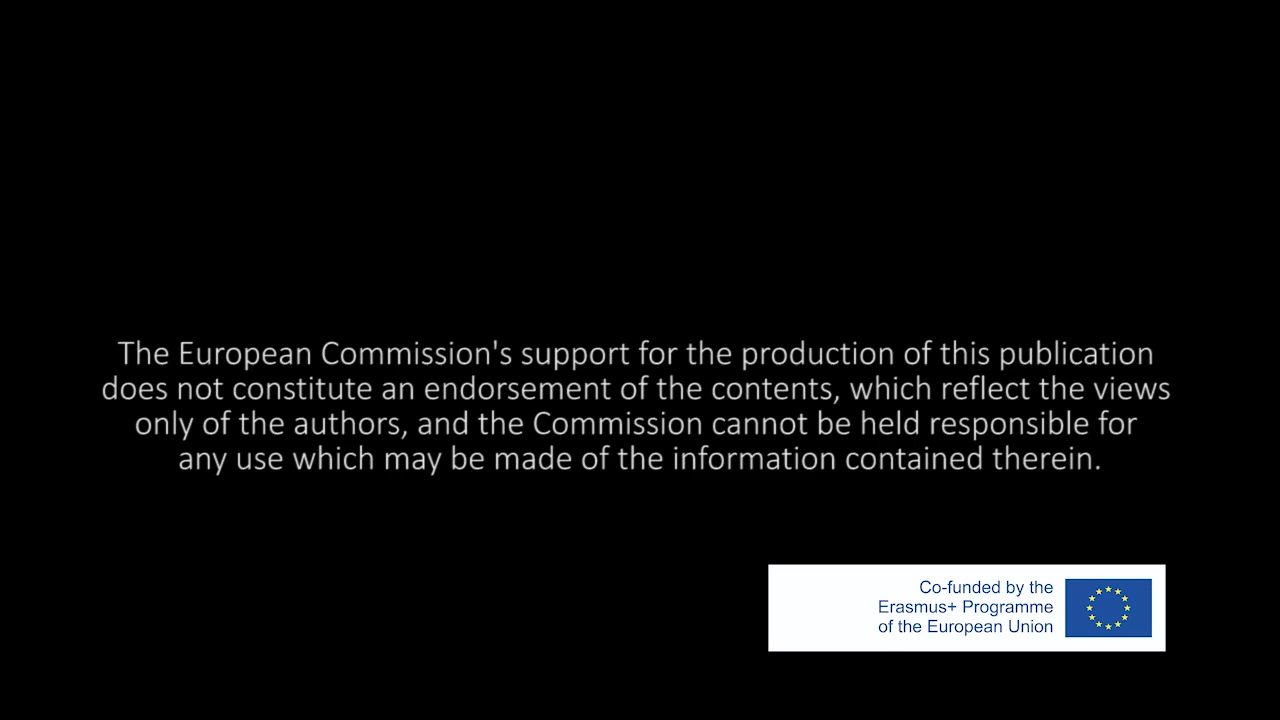 The European Commission's support for the production of this publication
does not constitute an endorsement of the contents, which reflect the views
only of the authors, and the Commission cannot be held responsible for
any use which may be made of the information contained therein.
Co-funded by the
Erasmus+ Programme
of the European Union